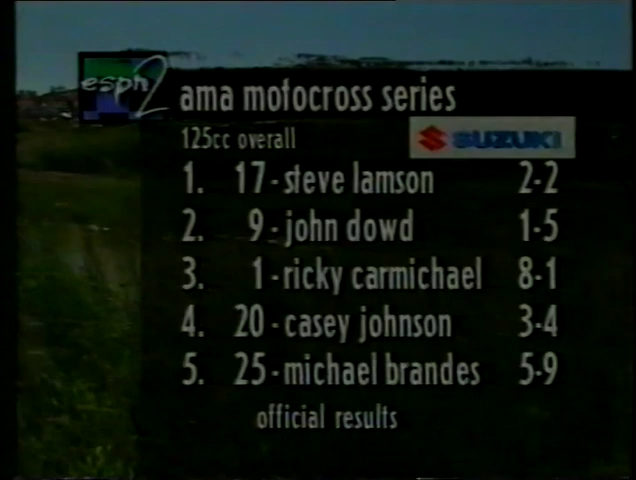 espn2
ama motocross series
125cc overall
SUZUKI
1. 17 - steve lamson 2-2
2. 9 - john dowd 1-5
3. 1 - ricky carmichael 8-1
4. 20 - casey johnson 3-4
5. 25 - michael brandes 5-9
official results